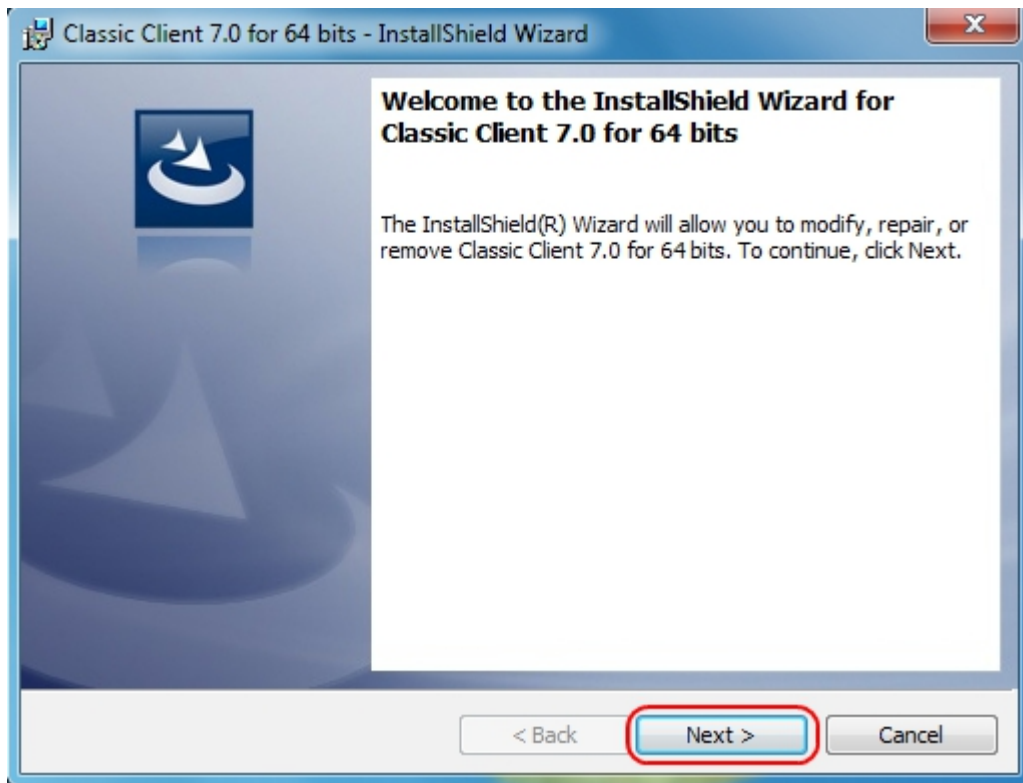 Classic Client 7.0 for 64 bits - InstallShield Wizard
Welcome to the InstallShield Wizard for
Classic Client 7.0 for 64 bits
The InstallShield(R) Wizard will allow you to modify, repair, or
remove Classic Client 7.0 for 64 bits. To continue, click Next.
< Back
Next >
Cancel